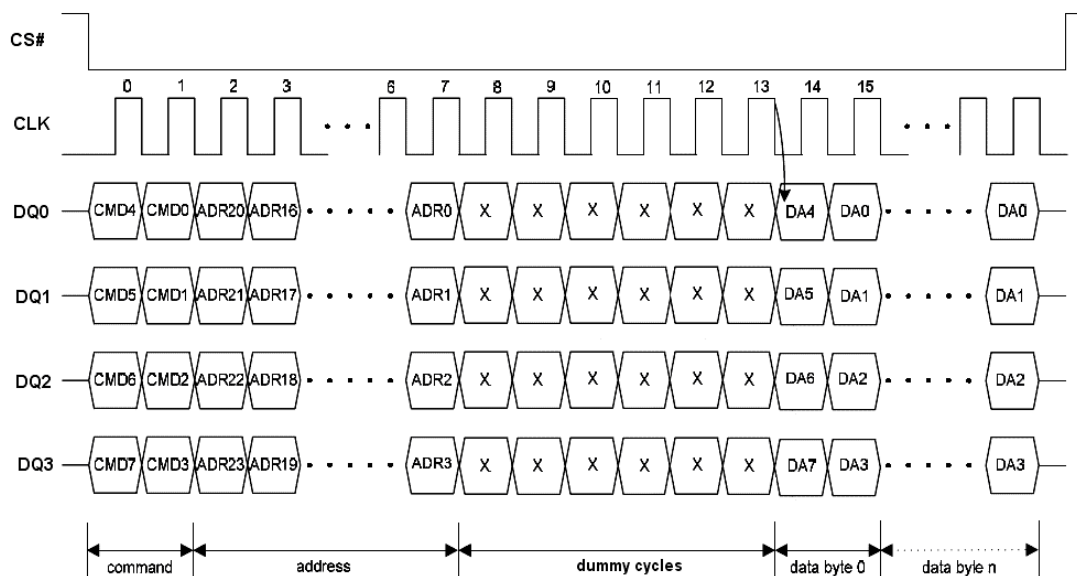 CS#
0 1 2 3 6 7 8 9 10 11 12 13 14 15
CLK
DQ0 CMD4 CMD0 ADR20 ADR16 ADR0 X X X X X X DA4 DA0 DA0
DQ1 CMD5 CMD1 ADR21 ADR17 ADR1 X X X X X X DA5 DA1 DA1
DQ2 CMD6 CMD2 ADR22 ADR18 ADR2 X X X X X X DA6 DA2 DA2
DQ3 CMD7 CMD3 ADR23 ADR19 ADR3 X X X X X X DA7 DA3 DA3
command address dummy cycles data byte 0 data byte n